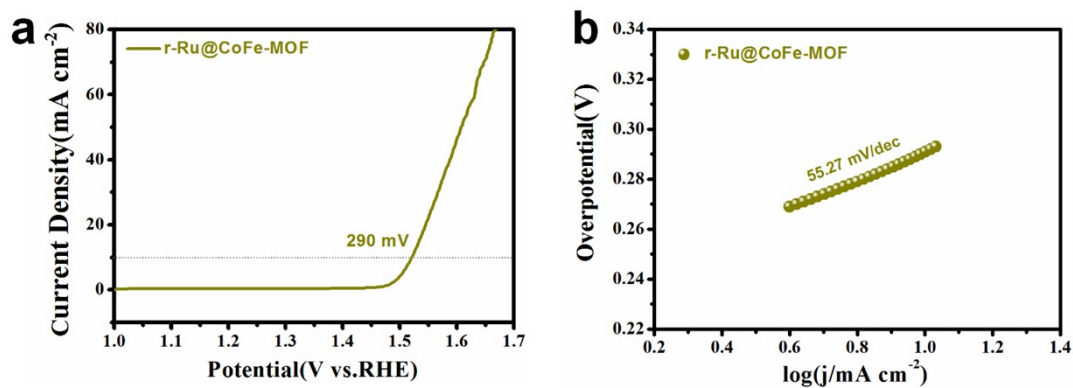 a
r-Ru@CoFe-MOF
Current Density(mA cm-2)
80
60
40
20
0
290 mV
1.0 1.1 1.2 1.3 1.4 1.5 1.6 1.7
Potential(V vs.RHE)
b
r-Ru@CoFe-MOF
Overpotential(V)
0.34
0.32
0.30
0.28
0.26
0.24
0.22
55.27 mV/dec
0.2 0.4 0.6 0.8 1.0 1.2 1.4
log(j/mA cm-2)